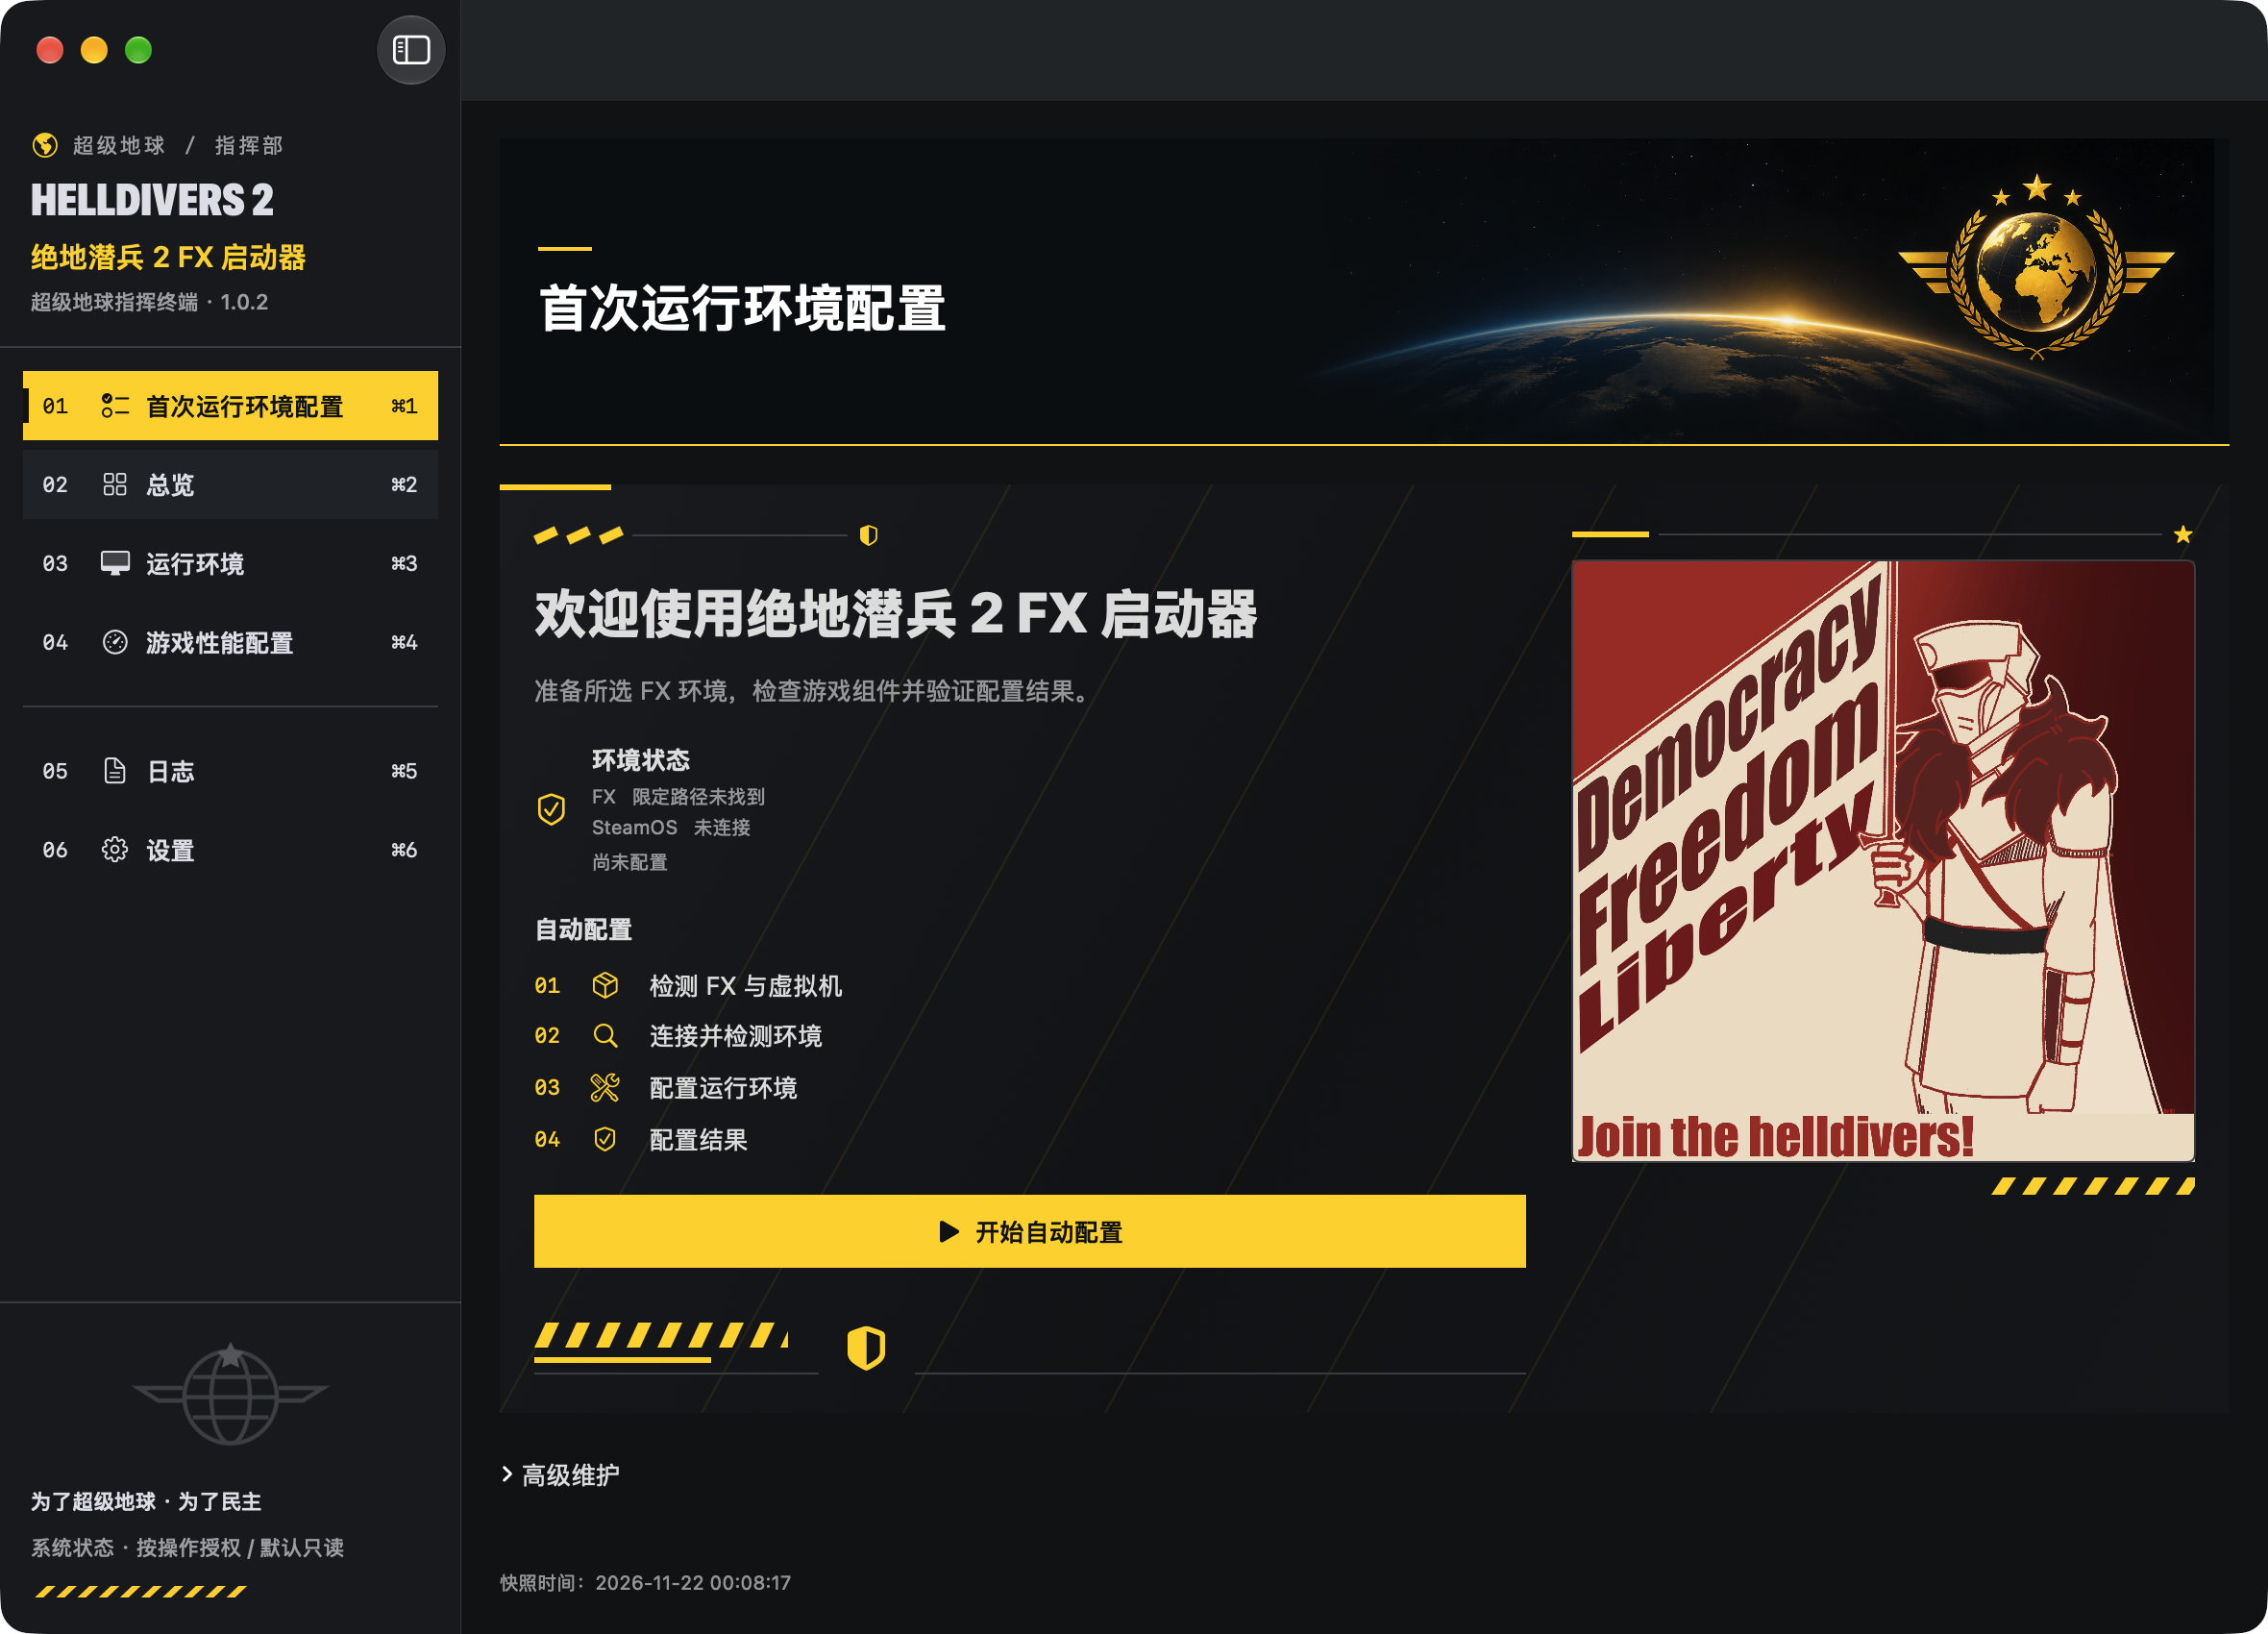 超级地球 / 指挥部
HELLDIVERS 2
绝地潜兵 2 FX 启动器
超级地球指挥终端 · 1.0.2
01 首次运行环境配置 ⌘1
02 总览 ⌘2
03 运行环境 ⌘3
04 游戏性能配置 ⌘4
05 日志 ⌘5
06 设置 ⌘6
为了超级地球 · 为了民主
系统状态 · 按操作授权 / 默认只读
首次运行环境配置
欢迎使用绝地潜兵 2 FX 启动器
准备所选 FX 环境，检查游戏组件并验证配置结果。
环境状态
FX 限定路径未找到
SteamOS 未连接
尚未配置
自动配置
01 检测 FX 与虚拟机
02 连接并检测环境
03 配置运行环境
04 配置结果
开始自动配置
Democracy
Freedom
Liberty
Join the helldivers!
高级维护
快照时间：2026-11-22 00:08:17